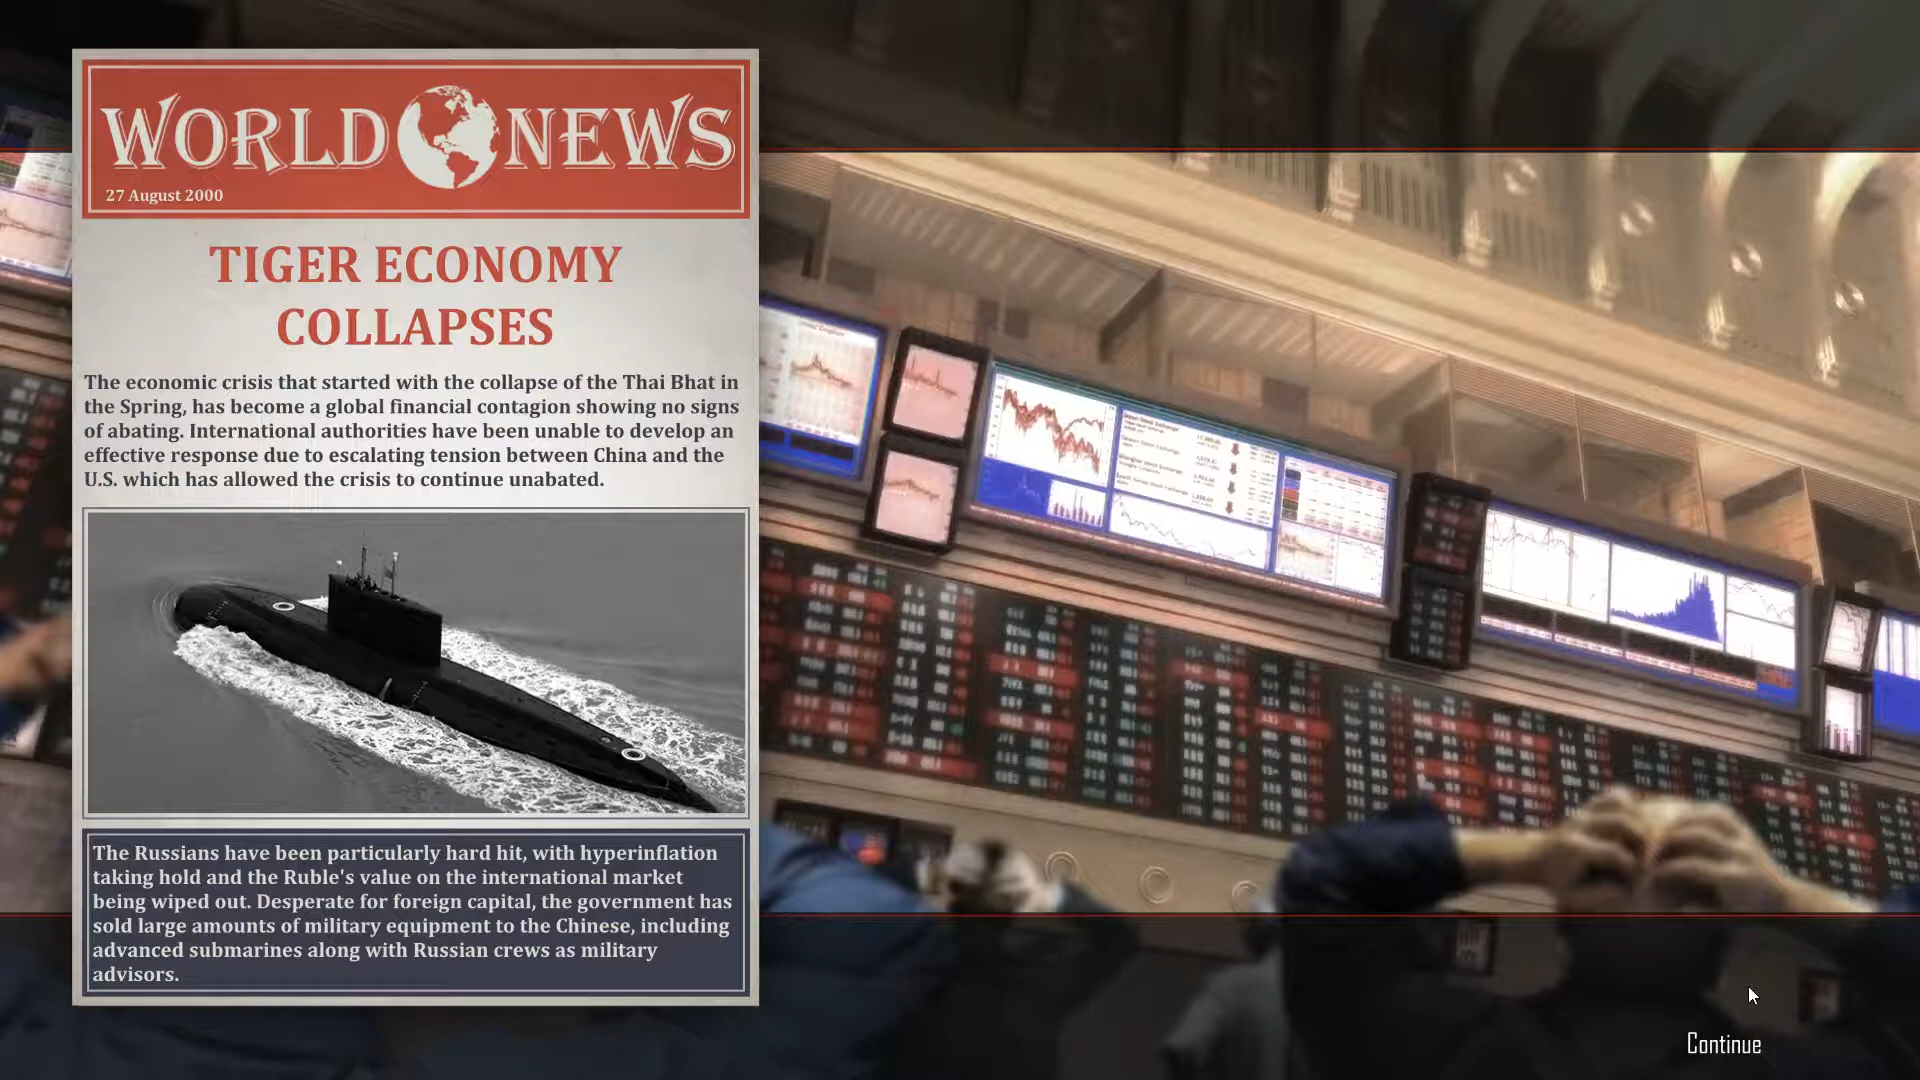 WORLD NEWS
27 August 2000
TIGER ECONOMY
COLLAPSES
The economic crisis that started with the collapse of the Thai Bhat in
the Spring, has become a global financial contagion showing no signs
of abating. International authorities have been unable to develop an
effective response due to escalating tension between China and the
U.S. which has allowed the crisis to continue unabated.
The Russians have been particularly hard hit, with hyperinflation
taking hold and the Ruble's value on the international market
being wiped out. Desperate for foreign capital, the government has
sold large amounts of military equipment to the Chinese, including
advanced submarines along with Russian crews as military
advisors.
Continue